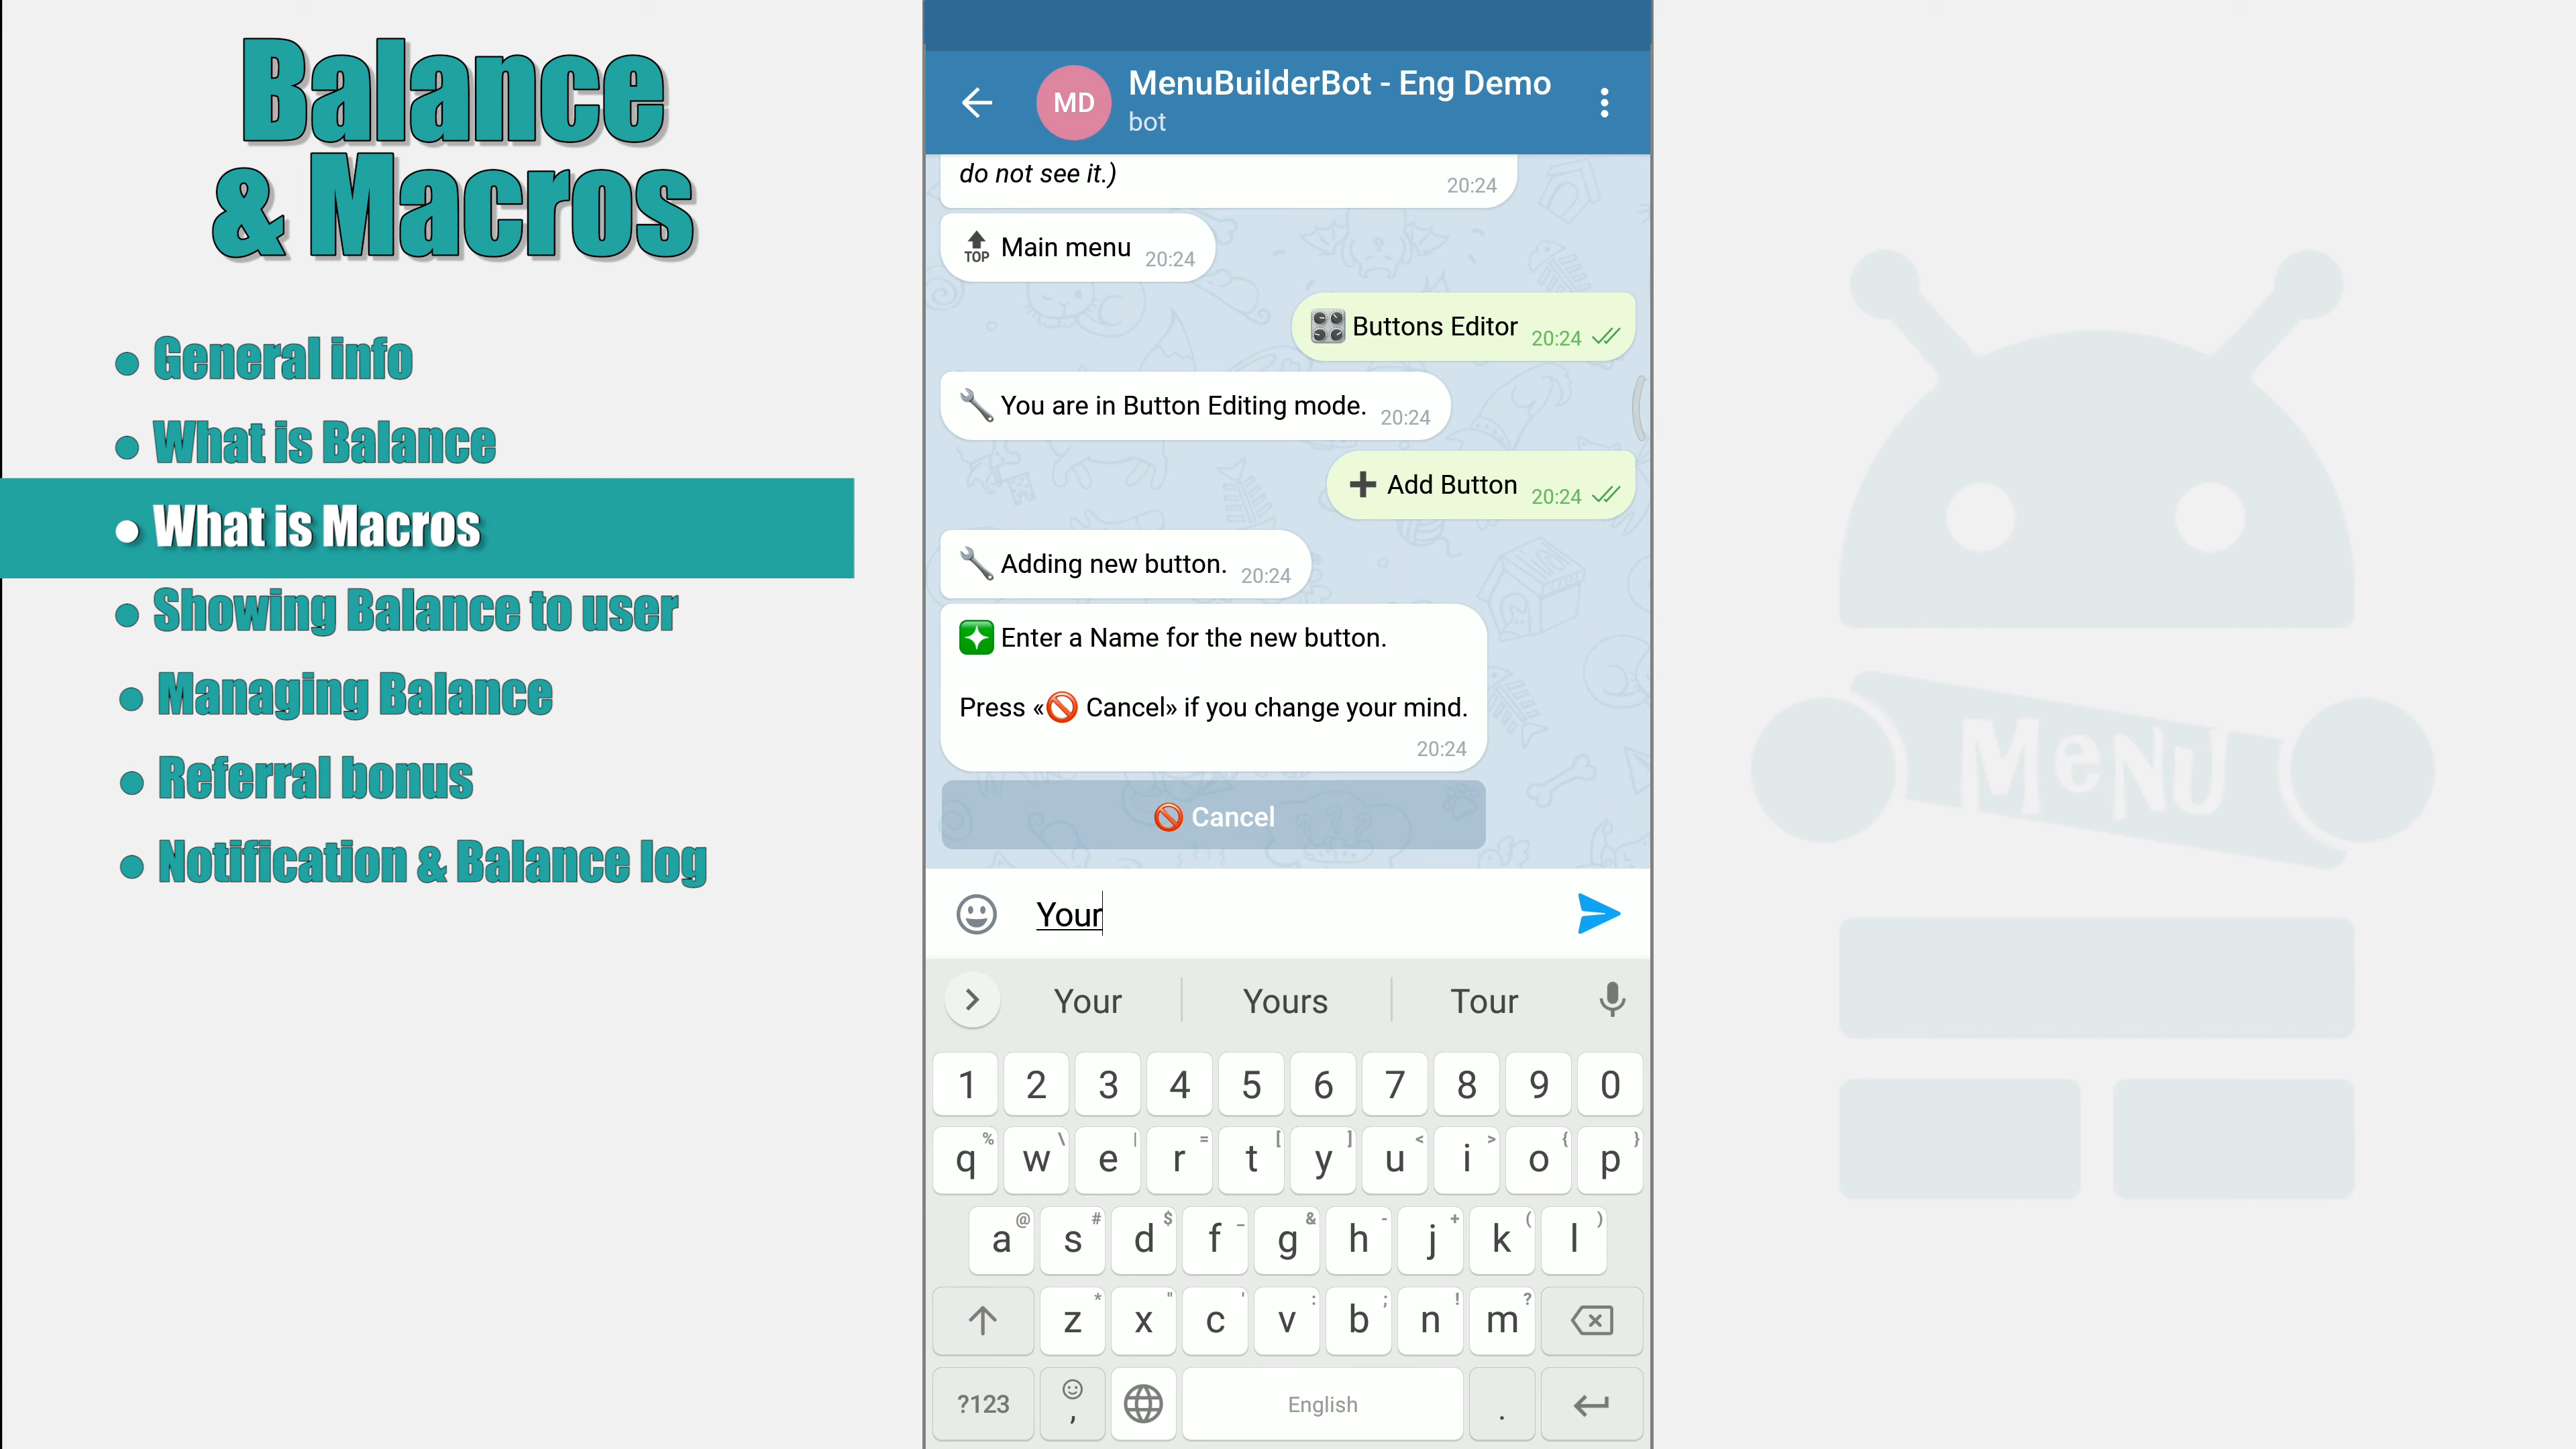 Balance
& Macros
• General info
• What is Balance
• What is Macros
• Showing Balance to user
• Managing Balance
• Referral bonus
• Notification & Balance log
MD
MenuBuilderBot - Eng Demo
bot
do not see it.)
20:24
TOP Main menu 20:24
Buttons Editor 20:24
You are in Button Editing mode. 20:24
+ Add Button 20:24
Adding new button. 20:24
Enter a Name for the new button.
Press «🚫 Cancel» if you change your mind.
20:24
🚫 Cancel
Your
Your Yours Tour
1 2 3 4 5 6 7 8 9 0
% \ | = [ ] < > { }
q w e r t y u i o p
@ # $ _ & - + ( )
a s d f g h j k l
* " ' : ; ! ?
z x c v b n m
?123 , English .
MeNU